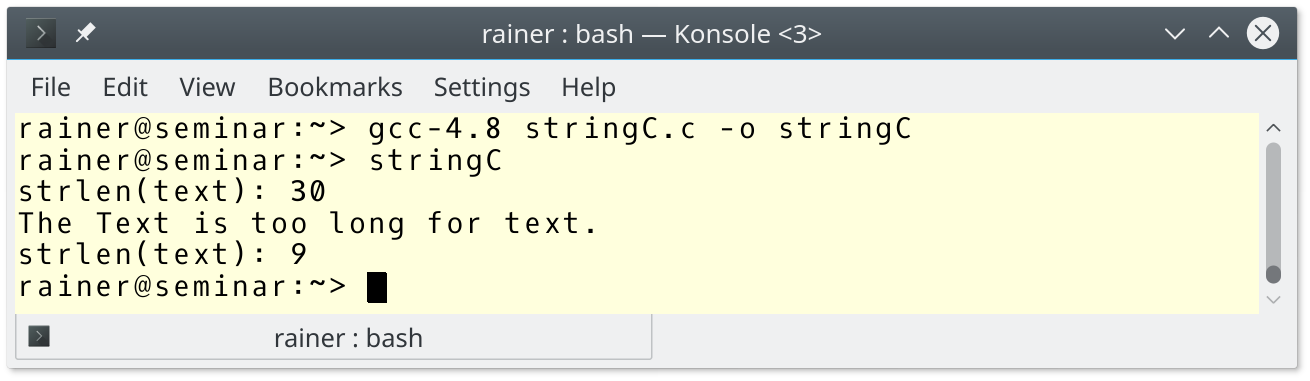 rainer : bash — Konsole <3>
File Edit View Bookmarks Settings Help
rainer@seminar:~> gcc-4.8 stringC.c -o stringC
rainer@seminar:~> stringC
strlen(text): 30
The Text is too long for text.
strlen(text): 9
rainer@seminar:~>
rainer : bash